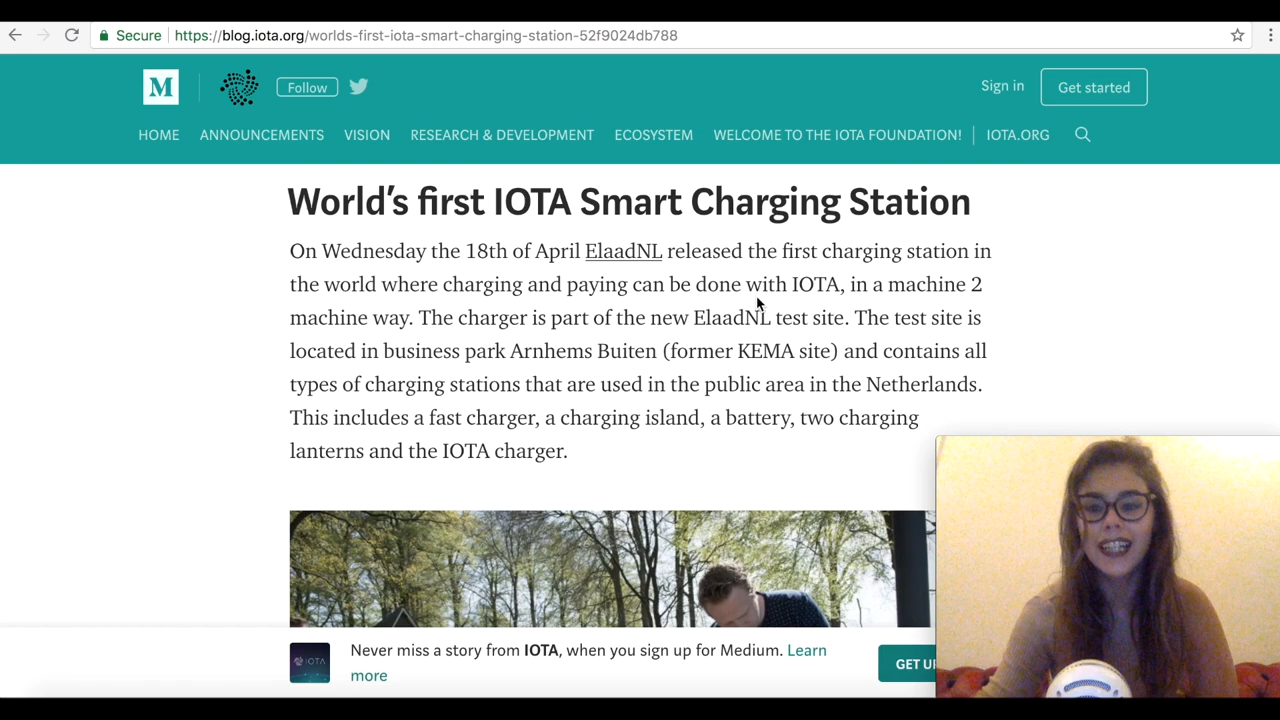 Secure https://blog.iota.org/worlds-first-iota-smart-charging-station-52f9024db788
M Follow Sign in Get started
HOME ANNOUNCEMENTS VISION RESEARCH & DEVELOPMENT ECOSYSTEM WELCOME TO THE IOTA FOUNDATION! IOTA.ORG
World's first IOTA Smart Charging Station
On Wednesday the 18th of April ElaadNL released the first charging station in
the world where charging and paying can be done with IOTA, in a machine 2
machine way. The charger is part of the new ElaadNL test site. The test site is
located in business park Arnhems Buiten (former KEMA site) and contains all
types of charging stations that are used in the public area in the Netherlands.
This includes a fast charger, a charging island, a battery, two charging
lanterns and the IOTA charger.
IOTA
Never miss a story from IOTA, when you sign up for Medium. Learn
more
GET